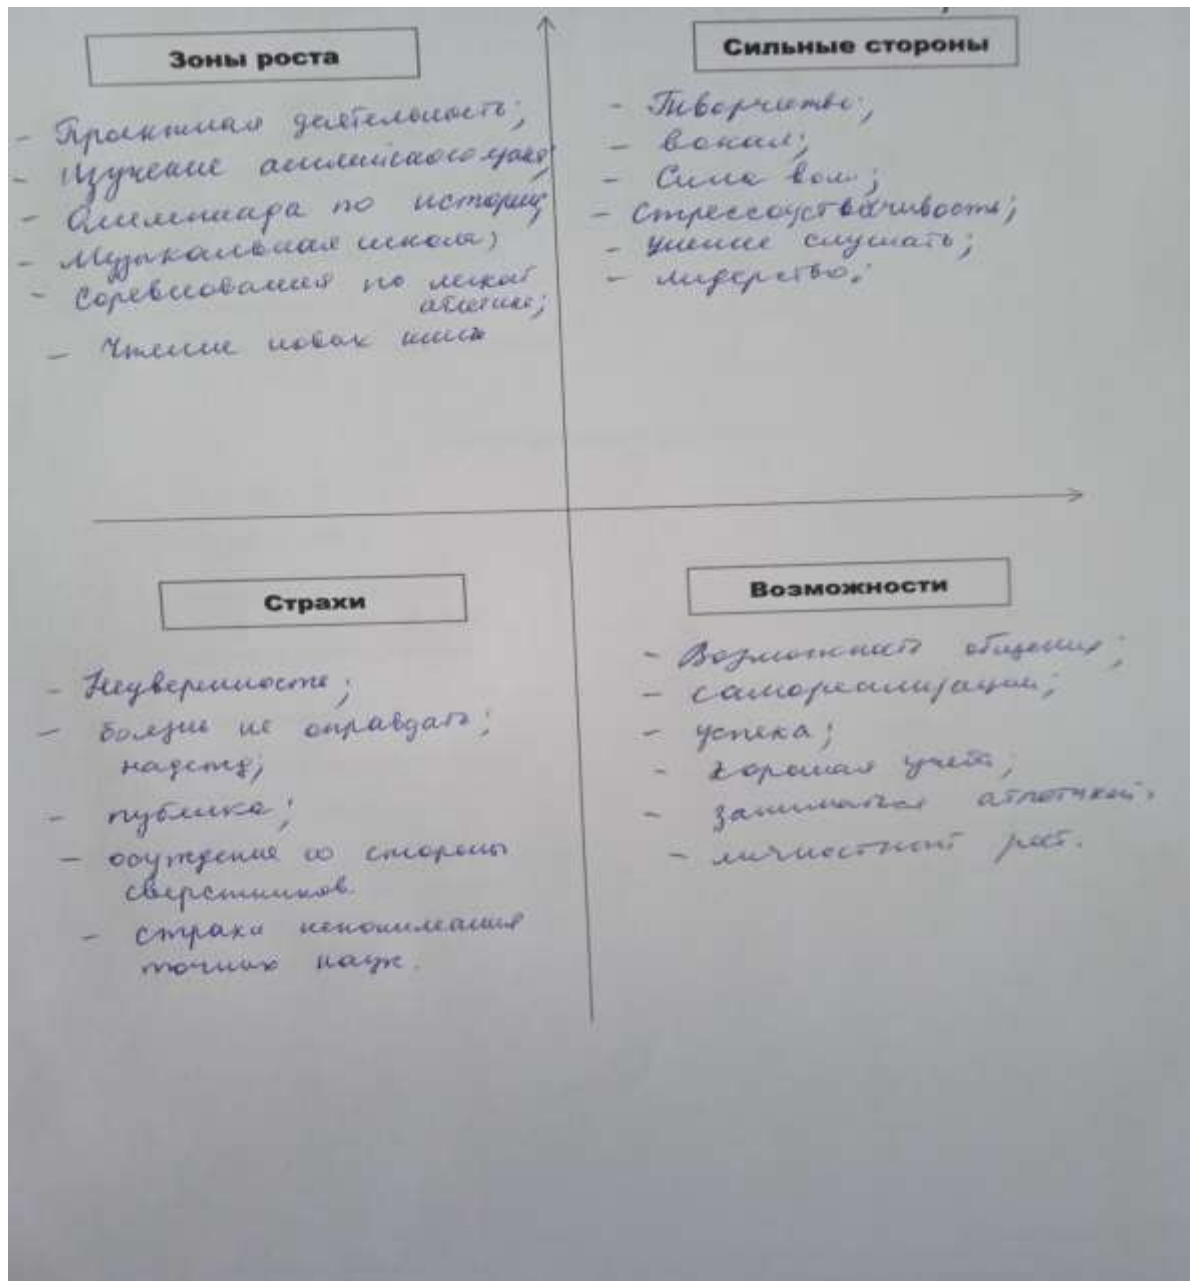 Зоны роста
- Проектная деятельность;
- Изучение английского языка;
- Олимпиада по истории;
- Музыкальная школа;
- Соревнования по легкой
атлетике;
- Чтение новых книг
Сильные стороны
- Творчество;
- вокал;
- Сила воли;
- Стрессоустойчивость;
- умение слушать;
- лидерство;
Страхи
- Неуверенность;
- боязнь не оправдать;
надежд;
- публика;
- осуждение со стороны
сверстников.
- страхи непонимания
точных наук.
Возможности
- Возможность общения;
- самореализации;
- успеха;
- хорошая учеба;
- заниматься атлетикой.
- личностный рост.